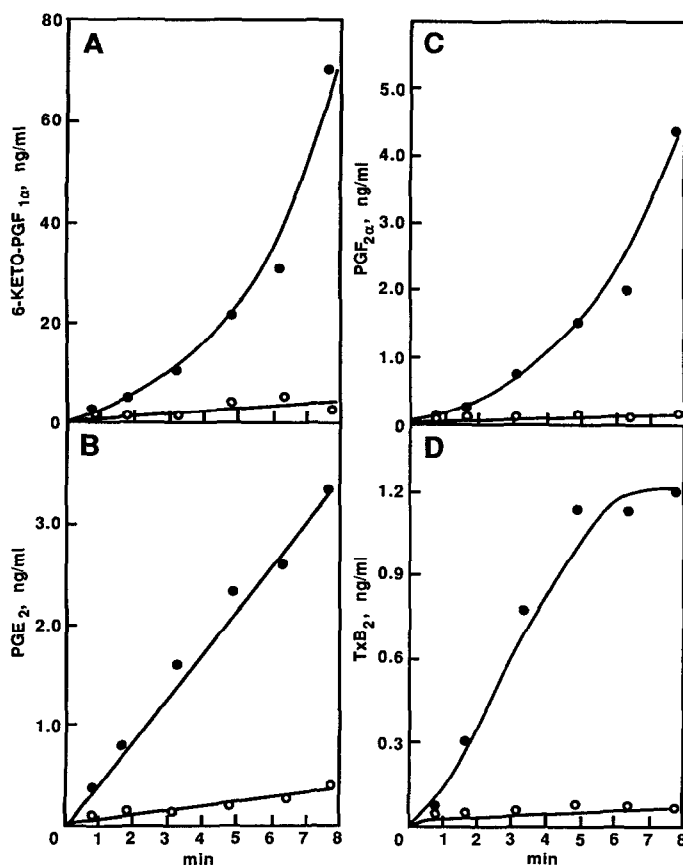 A
80
60
40
20
0
6-KETO-PGF 1α, ng/ml
C
5.0
4.0
3.0
2.0
1.0
0
PGF2α, ng/ml
B
3.0
2.0
1.0
0 1 2 3 4 5 6 7 8
PGE2, ng/ml
min
D
1.2
0.9
0.6
0.3
0 1 2 3 4 5 6 7 8
TxB2, ng/ml
min